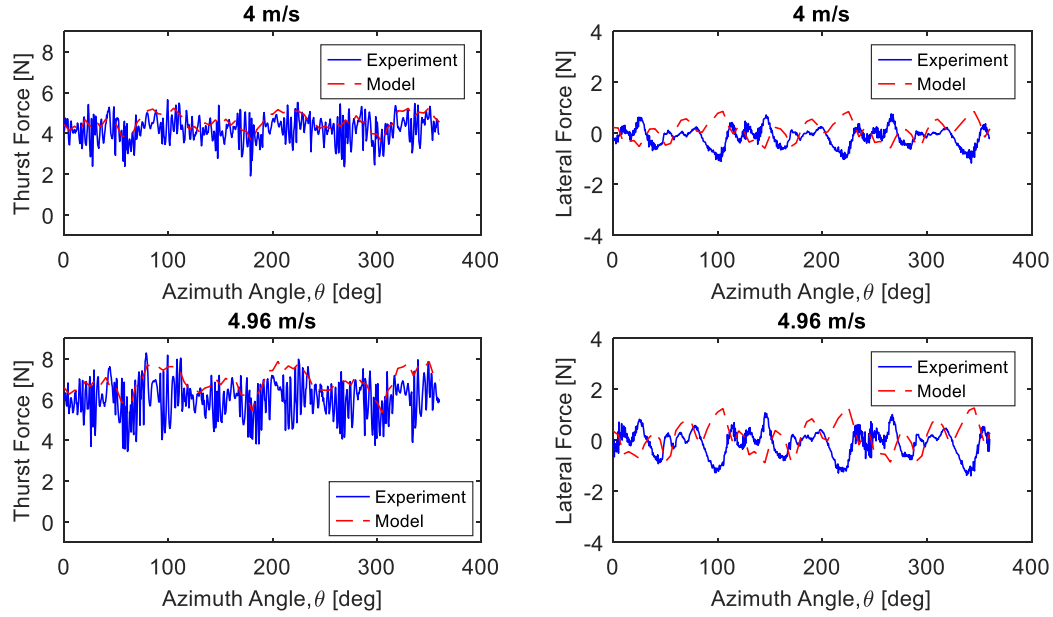 4 m/s
8
6
4
2
0
Thurst Force [N]
Experiment
Model
0 100 200 300 400
Azimuth Angle, θ [deg]
4 m/s
4
2
0
-2
-4
Lateral Force [N]
Experiment
Model
0 100 200 300 400
Azimuth Angle, θ [deg]
4.96 m/s
8
6
4
2
0
Thurst Force [N]
Experiment
Model
0 100 200 300 400
Azimuth Angle, θ [deg]
4.96 m/s
4
2
0
-2
-4
Lateral Force [N]
Experiment
Model
0 100 200 300 400
Azimuth Angle, θ [deg]